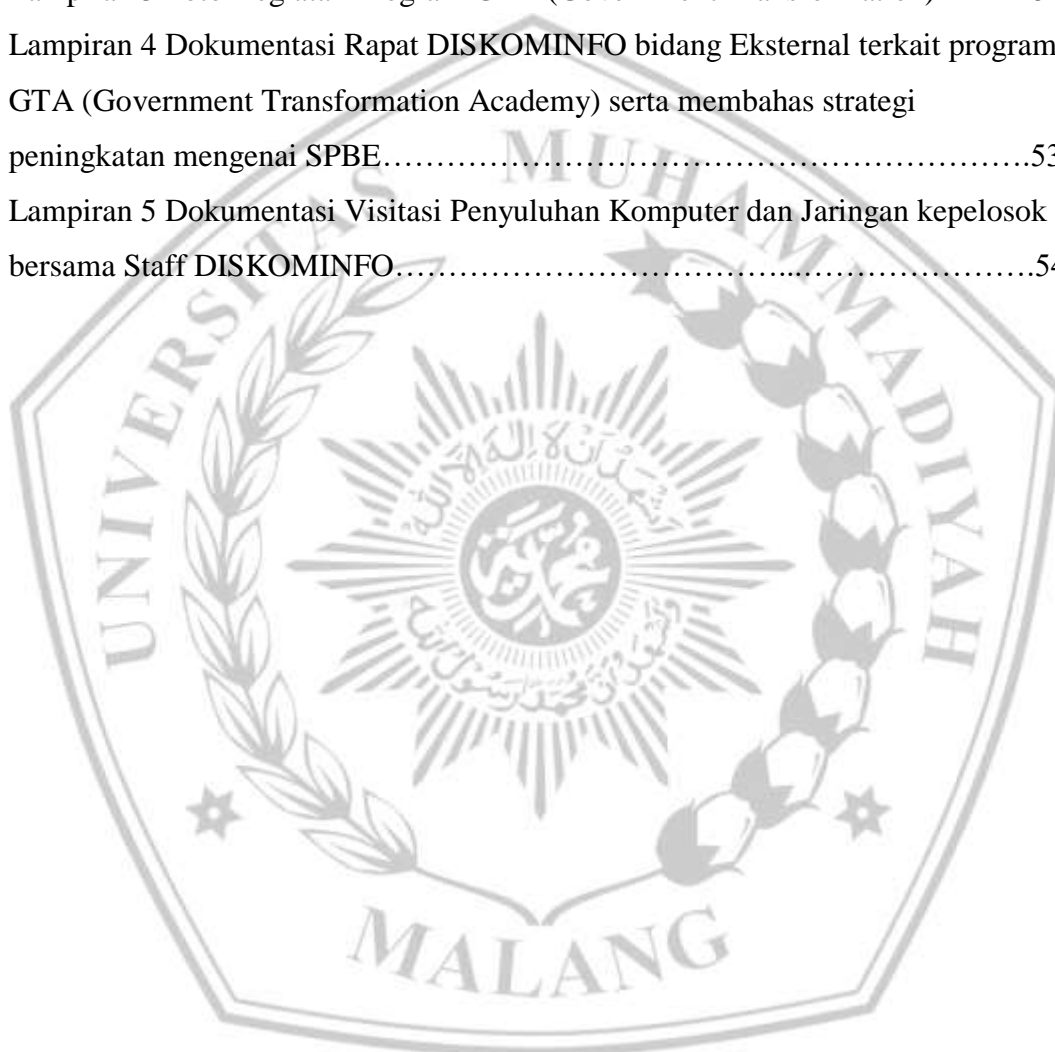 Lampiran 4 Dokumentasi Rapat DISKOMINFO bidang Eksternal terkait program
GTA (Government Transformation Academy) serta membahas strategi
peningkatan mengenai SPBE…………………………………………………….53
Lampiran 5 Dokumentasi Visitasi Penyuluhan Komputer dan Jaringan kepelosok
bersama Staff DISKOMINFO………………………………...………………….54
UNIVERSITAS MUHAMMADIYAH
MALANG